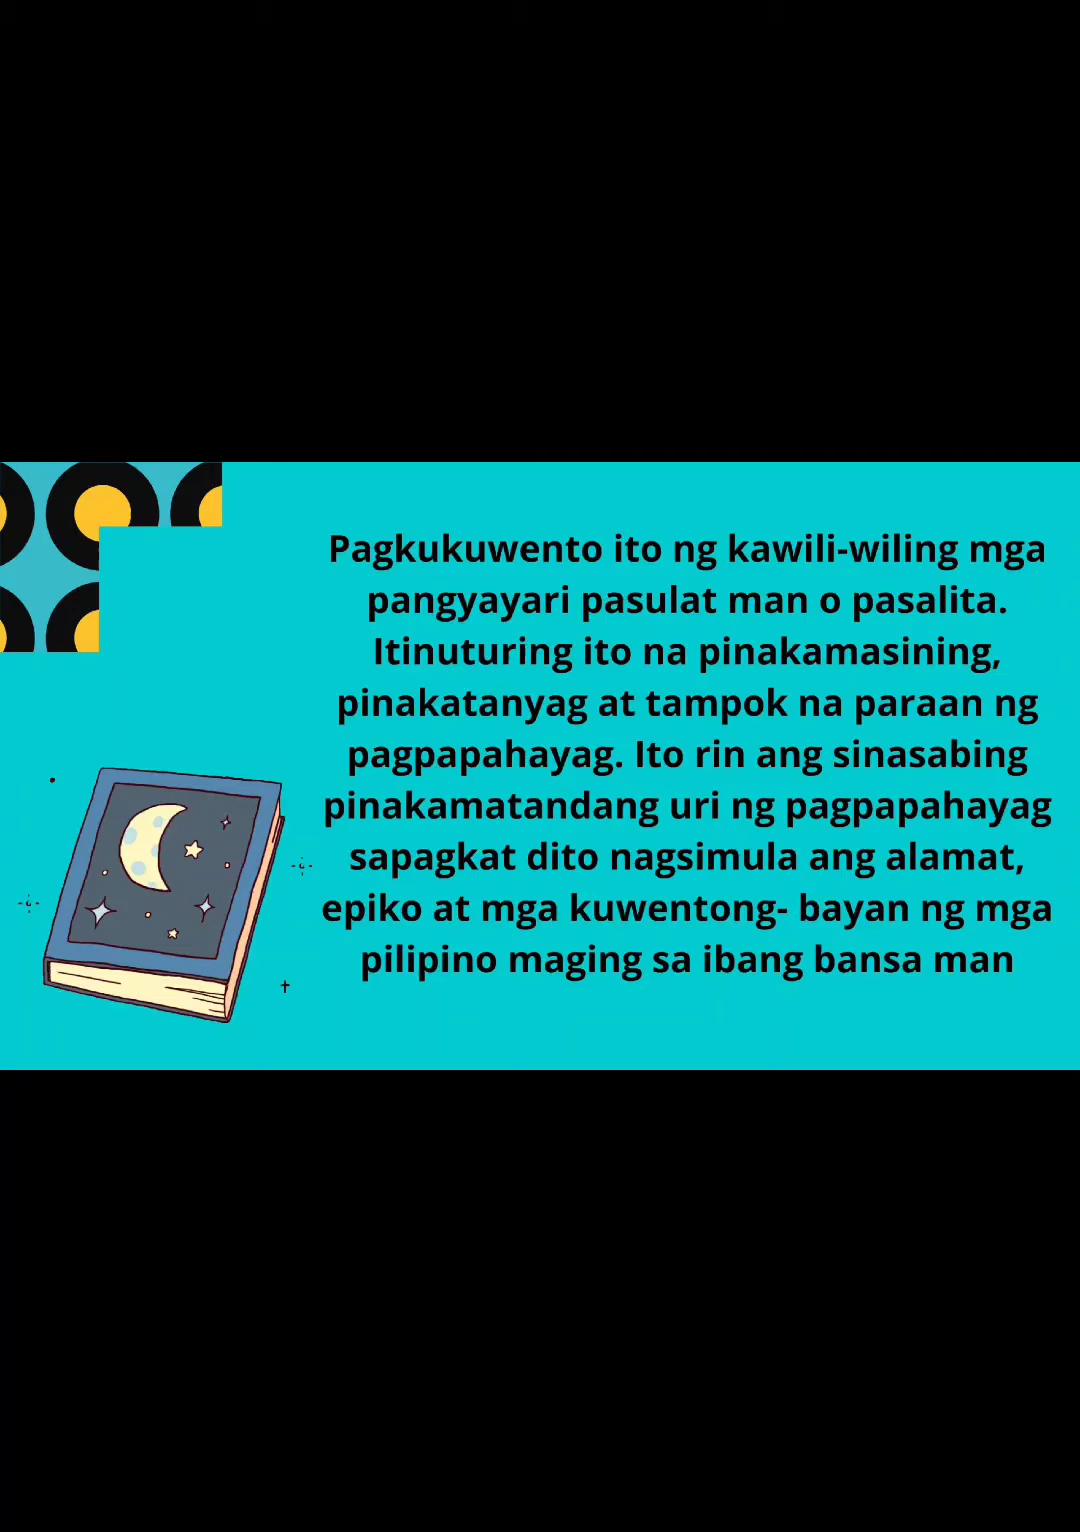 Pagkukuwento ito ng kawili-wiling mga
pangyayari pasulat man o pasalita.
Itinuturing ito na pinakamasining,
pinakatanyag at tampok na paraan ng
pagpapahayag. Ito rin ang sinasabing
pinakamatandang uri ng pagpapahayag
sapagkat dito nagsimula ang alamat,
epiko at mga kuwentong- bayan ng mga
pilipino maging sa ibang bansa man